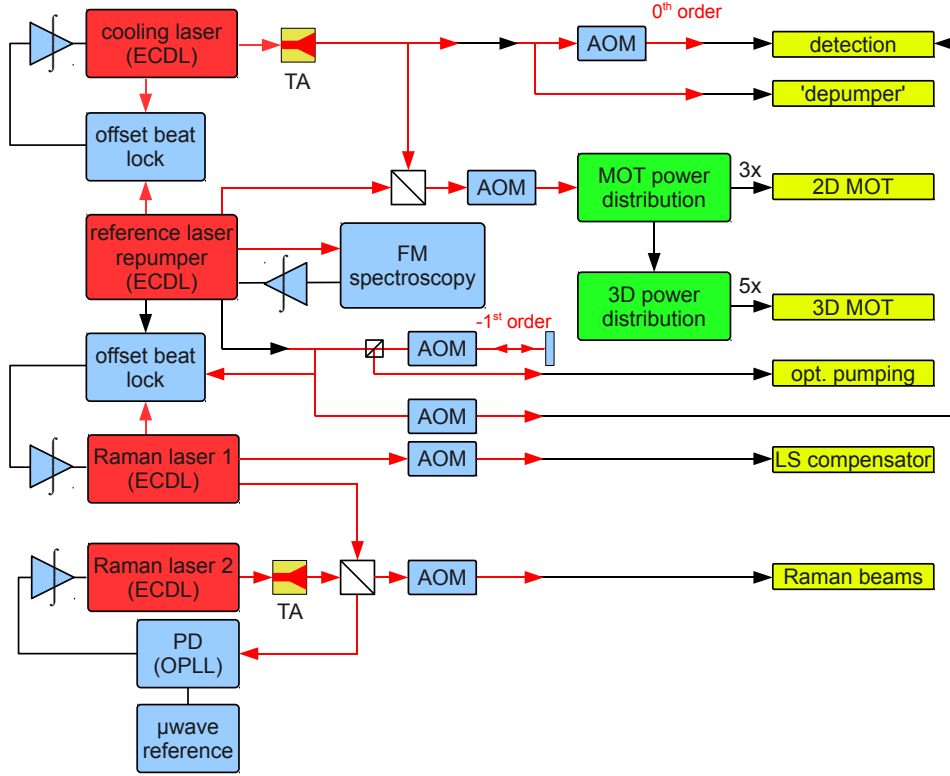 cooling laser
(ECDL)
TA
0th order
AOM
detection
'depumper'
offset beat
lock
AOM
MOT power
distribution
3x
2D MOT
reference laser
repumper
(ECDL)
FM
spectroscopy
3D power
distribution
5x
3D MOT
-1st order
offset beat
lock
AOM
opt. pumping
AOM
Raman laser 1
(ECDL)
AOM
LS compensator
Raman laser 2
(ECDL)
TA
AOM
Raman beams
PD
(OPLL)
µwave
reference